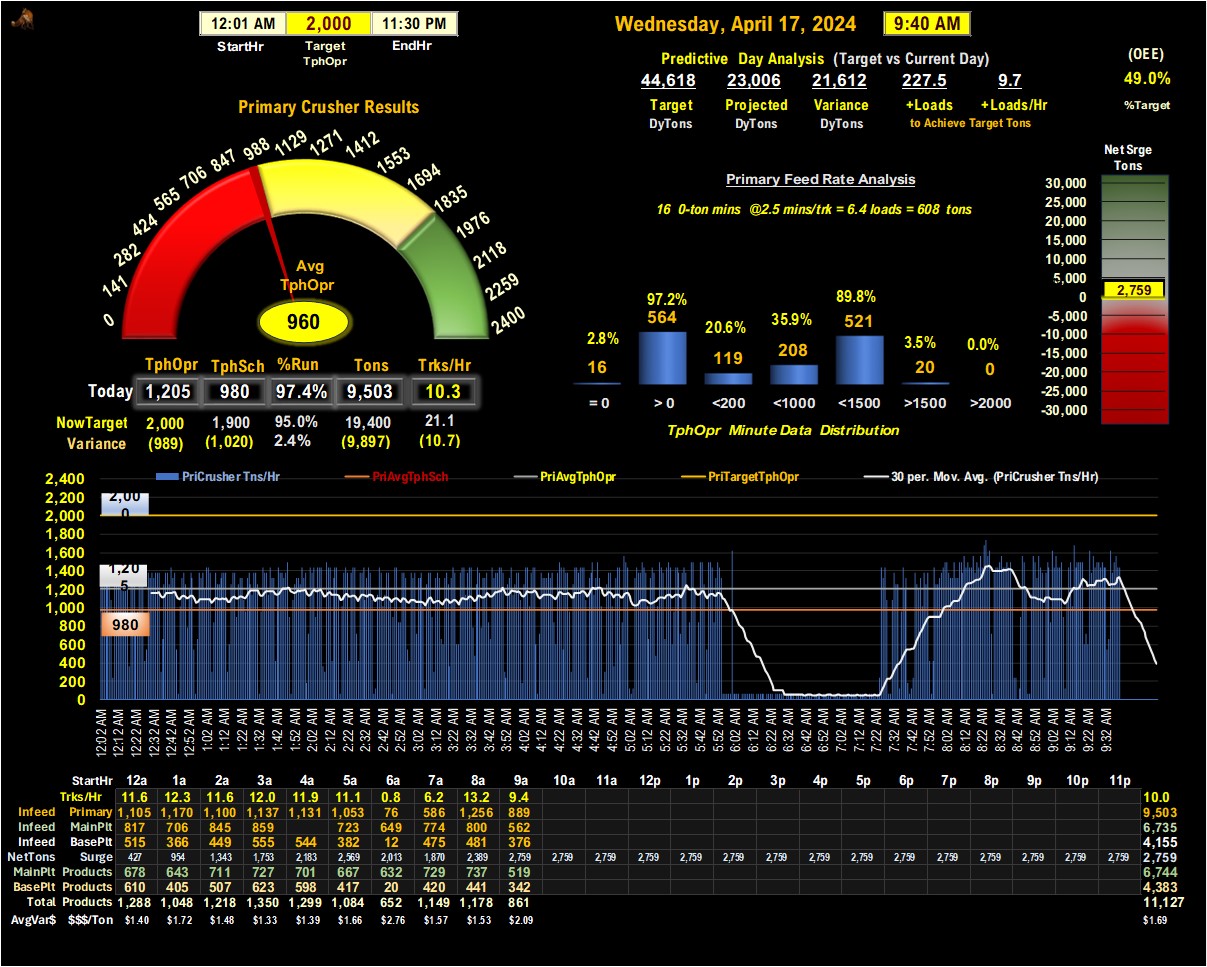 12:01 AM 2,000 11:30 PM
StartHr Target EndHr
TphOpr
Wednesday, April 17, 2024 9:40 AM
Predictive Day Analysis (Target vs Current Day)
44,618 23,006 21,612 227.5 9.7
Target Projected Variance +Loads +Loads/Hr
DyTons DyTons DyTons to Achieve Target Tons
(OEE)
49.0%
%Target
Primary Crusher Results
0 141 282 424 565 706 847 988 1129 1271 1412 1553 1694 1835 1976 2118 2259 2400
Avg
TphOpr
960
TphOpr TphSch %Run Tons Trks/Hr
Today 1,205 980 97.4% 9,503 10.3
NowTarget 2,000 1,900 95.0% 19,400 21.1
Variance (989) (1,020) 2.4% (9,897) (10.7)
Primary Feed Rate Analysis
16 0-ton mins @2.5 mins/trk = 6.4 loads = 608 tons
2.8% 97.2% 20.6% 35.9% 89.8% 3.5% 0.0%
16 564 119 208 521 20 0
= 0 > 0 <200 <1000 <1500 >1500 >2000
TphOpr Minute Data Distribution
Net Srge
Tons
30,000
25,000
20,000
15,000
10,000
5,000
2,759
0
-5,000
-10,000
-15,000
-20,000
-25,000
-30,000
PriCrusher Tns/Hr PriAvgTphSch PriAvgTphOpr PriTargetTphOpr 30 per. Mov. Avg. (PriCrusher Tns/Hr)
2,400
2,200
2,000
1,800
1,600
1,400
1,200
1,000
800
600
400
200
0
2,00
0
1,20
5
980
12:02 AM 12:12 AM 12:22 AM 12:32 AM 12:42 AM 12:52 AM 1:02 AM 1:12 AM 1:22 AM 1:32 AM 1:42 AM 1:52 AM 2:02 AM 2:12 AM 2:22 AM 2:32 AM 2:42 AM 2:52 AM 3:02 AM 3:12 AM 3:22 AM 3:32 AM 3:42 AM 3:52 AM 4:02 AM 4:12 AM 4:22 AM 4:32 AM 4:42 AM 4:52 AM 5:02 AM 5:12 AM 5:22 AM 5:32 AM 5:42 AM 5:52 AM 6:02 AM 6:12 AM 6:22 AM 6:32 AM 6:42 AM 6:52 AM 7:02 AM 7:12 AM 7:22 AM 7:32 AM 7:42 AM 7:52 AM 8:02 AM 8:12 AM 8:22 AM 8:32 AM 8:42 AM 8:52 AM 9:02 AM 9:12 AM 9:22 AM 9:32 AM
StartHr 12a 1a 2a 3a 4a 5a 6a 7a 8a 9a 10a 11a 12p 1p 2p 3p 4p 5p 6p 7p 8p 9p 10p 11p
Trks/Hr 11.6 12.3 11.6 12.0 11.9 11.1 0.8 6.2 13.2 9.4 10.0
Infeed Primary 1,105 1,170 1,100 1,137 1,131 1,053 76 586 1,256 889 9,503
Infeed MainPlt 817 706 845 859 723 649 774 800 562 6,735
Infeed BasePlt 515 366 449 555 544 382 12 475 481 376 4,155
NetTons Surge 427 954 1,343 1,753 2,183 2,569 2,013 1,870 2,389 2,759 2,759 2,759 2,759 2,759 2,759 2,759 2,759 2,759 2,759 2,759 2,759 2,759 2,759 2,759 2,759
MainPlt Products 678 643 711 727 701 667 632 729 737 519 6,744
BasePlt Products 610 405 507 623 598 417 20 420 441 342 4,383
Total Products 1,288 1,048 1,218 1,350 1,299 1,084 652 1,149 1,178 861 11,127
AvgVar$ $$$/Ton $1.40 $1.72 $1.48 $1.33 $1.39 $1.66 $2.76 $1.57 $1.53 $2.09 $1.69